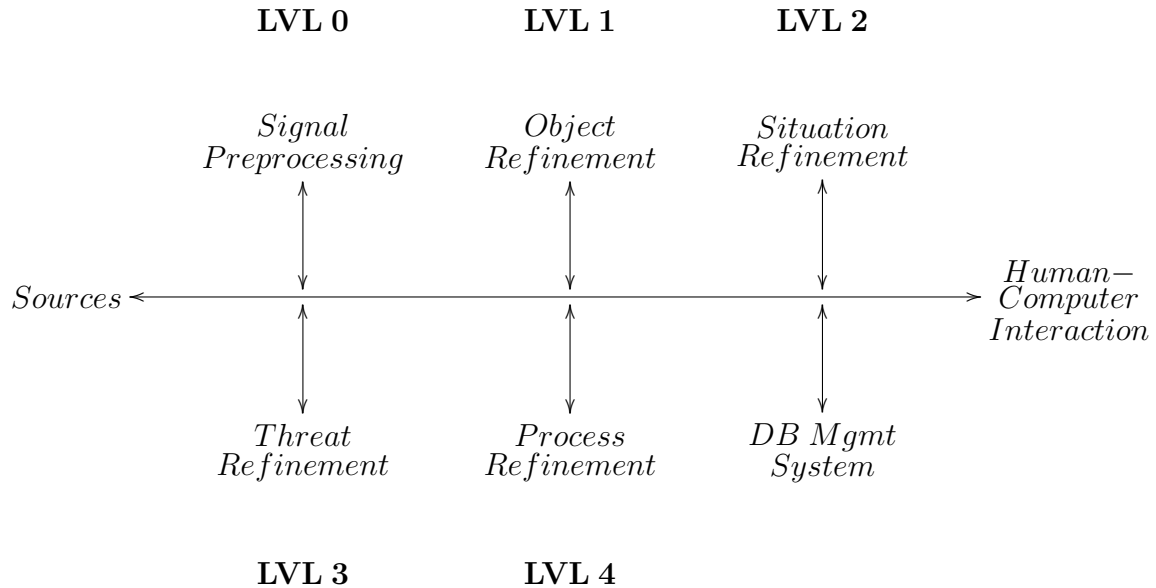 LVL 0 LVL 1 LVL 2
Signal Object Situation
Preprocessing Refinement Refinement
Human−
Sources Computer
Interaction
Threat Process DB Mgmt
Refinement Refinement System
LVL 3 LVL 4